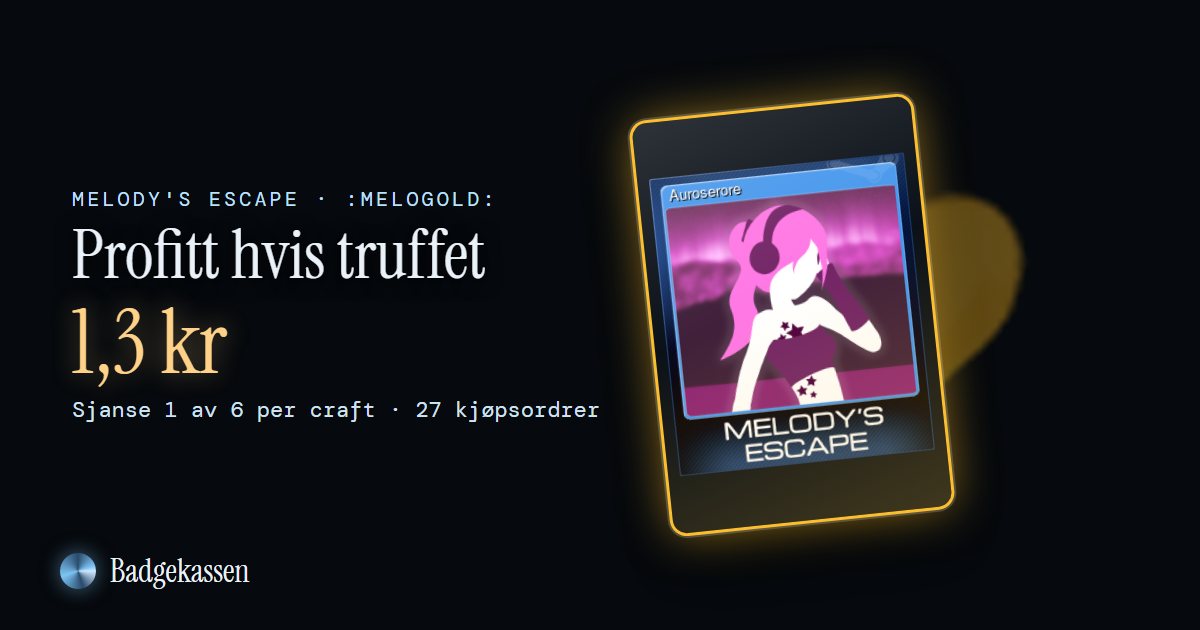 MELODY'S ESCAPE · :MELOGOLD:
Profitt hvis truffet
1,3 kr
Sjanse 1 av 6 per craft · 27 kjøpsordrer
Auroserore
MELODY'S
ESCAPE
Badgekassen